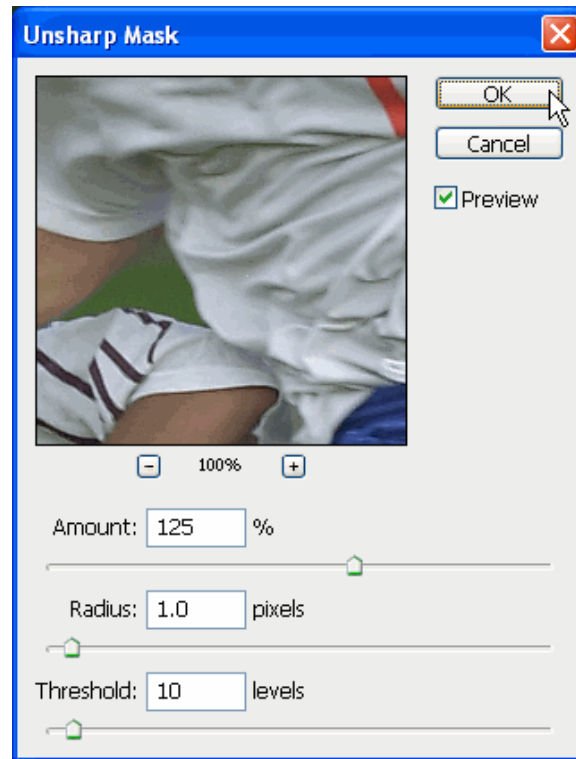 Unsharp Mask
OK
Cancel
Preview
100%
Amount: 125 %
Radius: 1.0 pixels
Threshold: 10 levels